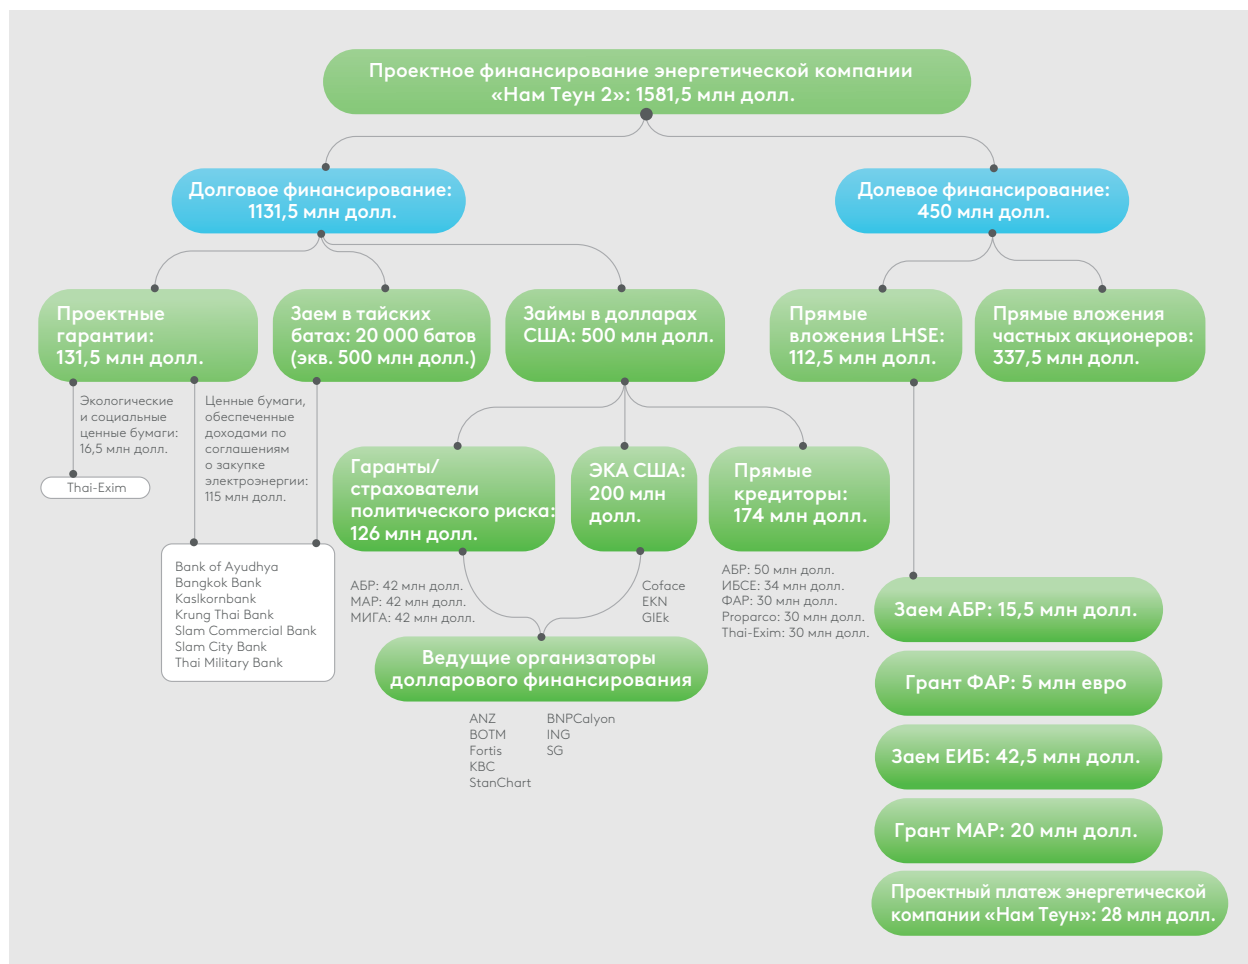 Проектное финансирование энергетической компании
«Нам Теун 2»: 1581,5 млн долл.
Долговое финансирование:
1131,5 млн долл.
Долевое финансирование:
450 млн долл.
Проектные
гарантии:
131,5 млн долл.
Заем в тайских
батах: 20 000 батов
(экв. 500 млн долл.)
Займы в долларах
США: 500 млн долл.
Прямые
вложения LHSE:
112,5 млн долл.
Прямые вложения
частных акционеров:
337,5 млн долл.
Экологические
и социальные
ценные бумаги:
16,5 млн долл.
Thai-Exim
Ценные бумаги,
обеспеченные
доходами по
соглашениям
о закупке
электроэнергии:
115 млн долл.
Bank of Ayudhya
Bangkok Bank
Kaslkornbank
Krung Thai Bank
Slam Commercial Bank
Slam City Bank
Thai Military Bank
Гаранты/
страхователи
политического риска:
126 млн долл.
ЭКА США:
200 млн
долл.
Прямые
кредиторы:
174 млн долл.
АБР: 42 млн долл.
МАР: 42 млн долл.
МИГА: 42 млн долл.
Coface
EKN
GIEk
АБР: 50 млн долл.
ИБСЕ: 34 млн долл.
ФАР: 30 млн долл.
Proparco: 30 млн долл.
Thai-Exim: 30 млн долл.
Ведущие организаторы
долларового финансирования
ANZ
BOTM
Fortis
KBC
StanChart
BNPCalyon
ING
SG
Заем АБР: 15,5 млн долл.
Грант ФАР: 5 млн евро
Заем ЕИБ: 42,5 млн долл.
Грант МАР: 20 млн долл.
Проектный платеж энергетической
компании «Нам Теун»: 28 млн долл.